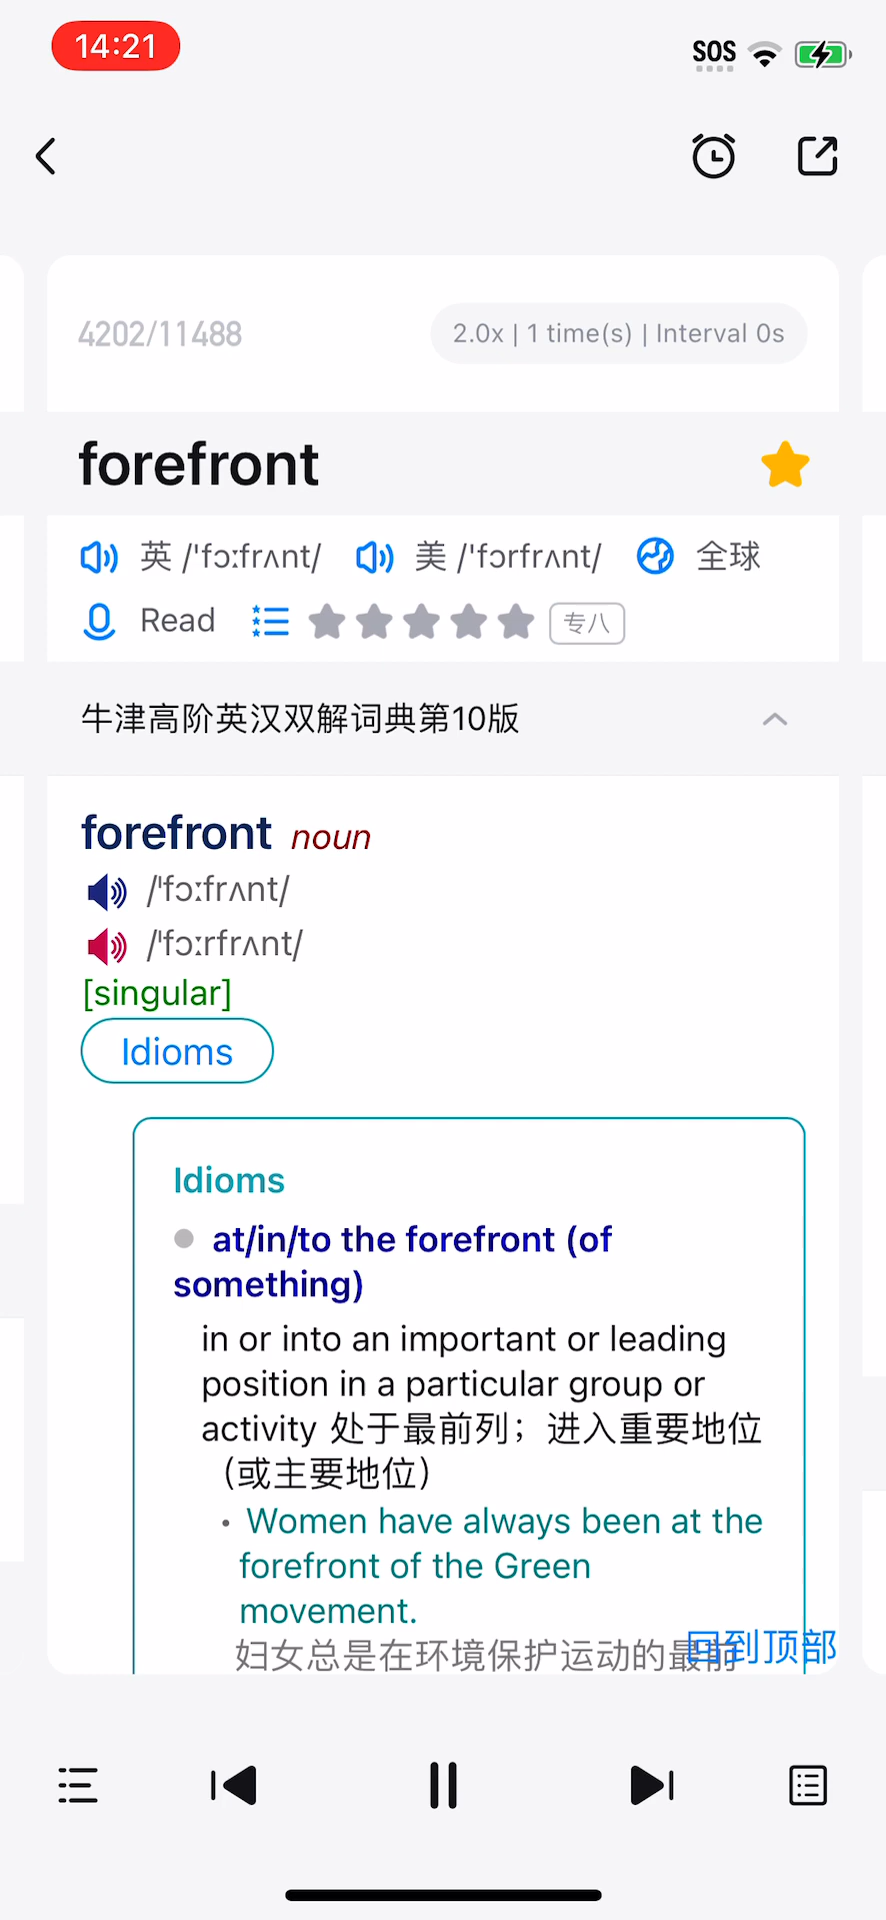 14:21
SOS
4202/11488
2.0x | 1 time(s) | Interval 0s
forefront
英 /'fɔːfrʌnt/ 美 /'fɔrfrʌnt/ 全球
Read 专八
牛津高阶英汉双解词典第10版
forefront noun
/ˈfɔːfrʌnt/
/ˈfɔːrfrʌnt/
[singular]
Idioms
Idioms
at/in/to the forefront (of
something)
in or into an important or leading
position in a particular group or
activity 处于最前列；进入重要地位
（或主要地位）
Women have always been at the
forefront of the Green
movement.
妇女总是在环境保护运动的最前
回到顶部